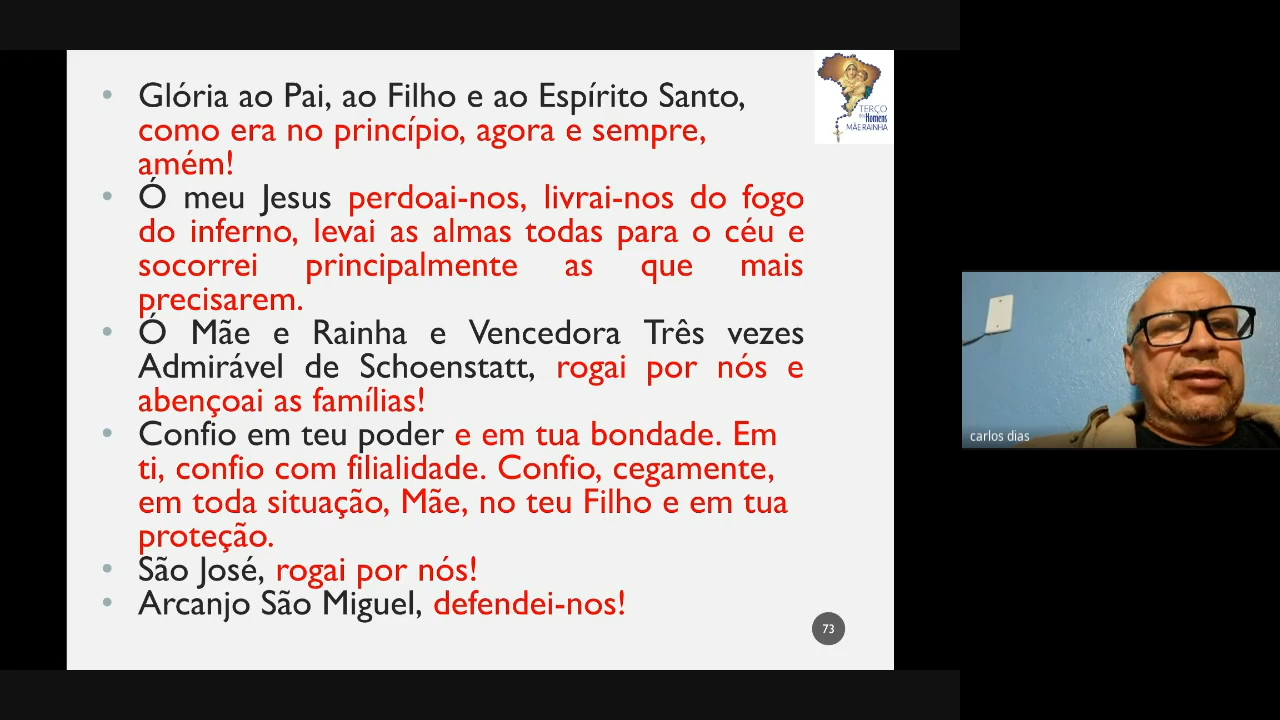 • Glória ao Pai, ao Filho e ao Espírito Santo,
como era no princípio, agora e sempre,
amém!
• Ó meu Jesus perdoai-nos, livrai-nos do fogo
do inferno, levai as almas todas para o céu e
socorrei principalmente as que mais
precisarem.
• Ó Mãe e Rainha e Vencedora Três vezes
Admirável de Schoenstatt, rogai por nós e
abençoai as famílias!
• Confio em teu poder e em tua bondade. Em
ti, confio com filialidade. Confio, cegamente,
em toda situação, Mãe, no teu Filho e em tua
proteção.
• São José, rogai por nós!
• Arcanjo São Miguel, defendei-nos!
TERÇO
dos Homens
MÃE RAINHA
73
carlos dias